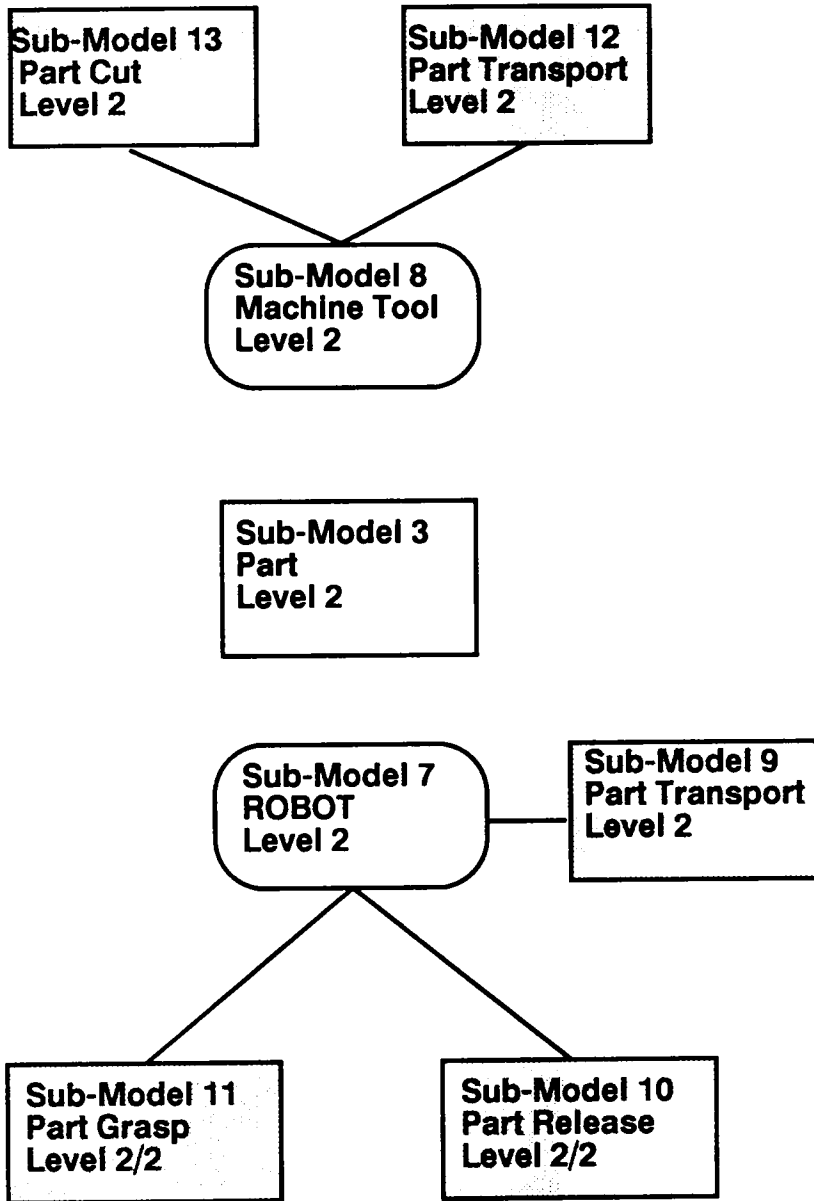 Sub-Model 13
Part Cut
Level 2
Sub-Model 12
Part Transport
Level 2
Sub-Model 8
Machine Tool
Level 2
Sub-Model 3
Part
Level 2
Sub-Model 7
ROBOT
Level 2
Sub-Model 9
Part Transport
Level 2
Sub-Model 11
Part Grasp
Level 2/2
Sub-Model 10
Part Release
Level 2/2